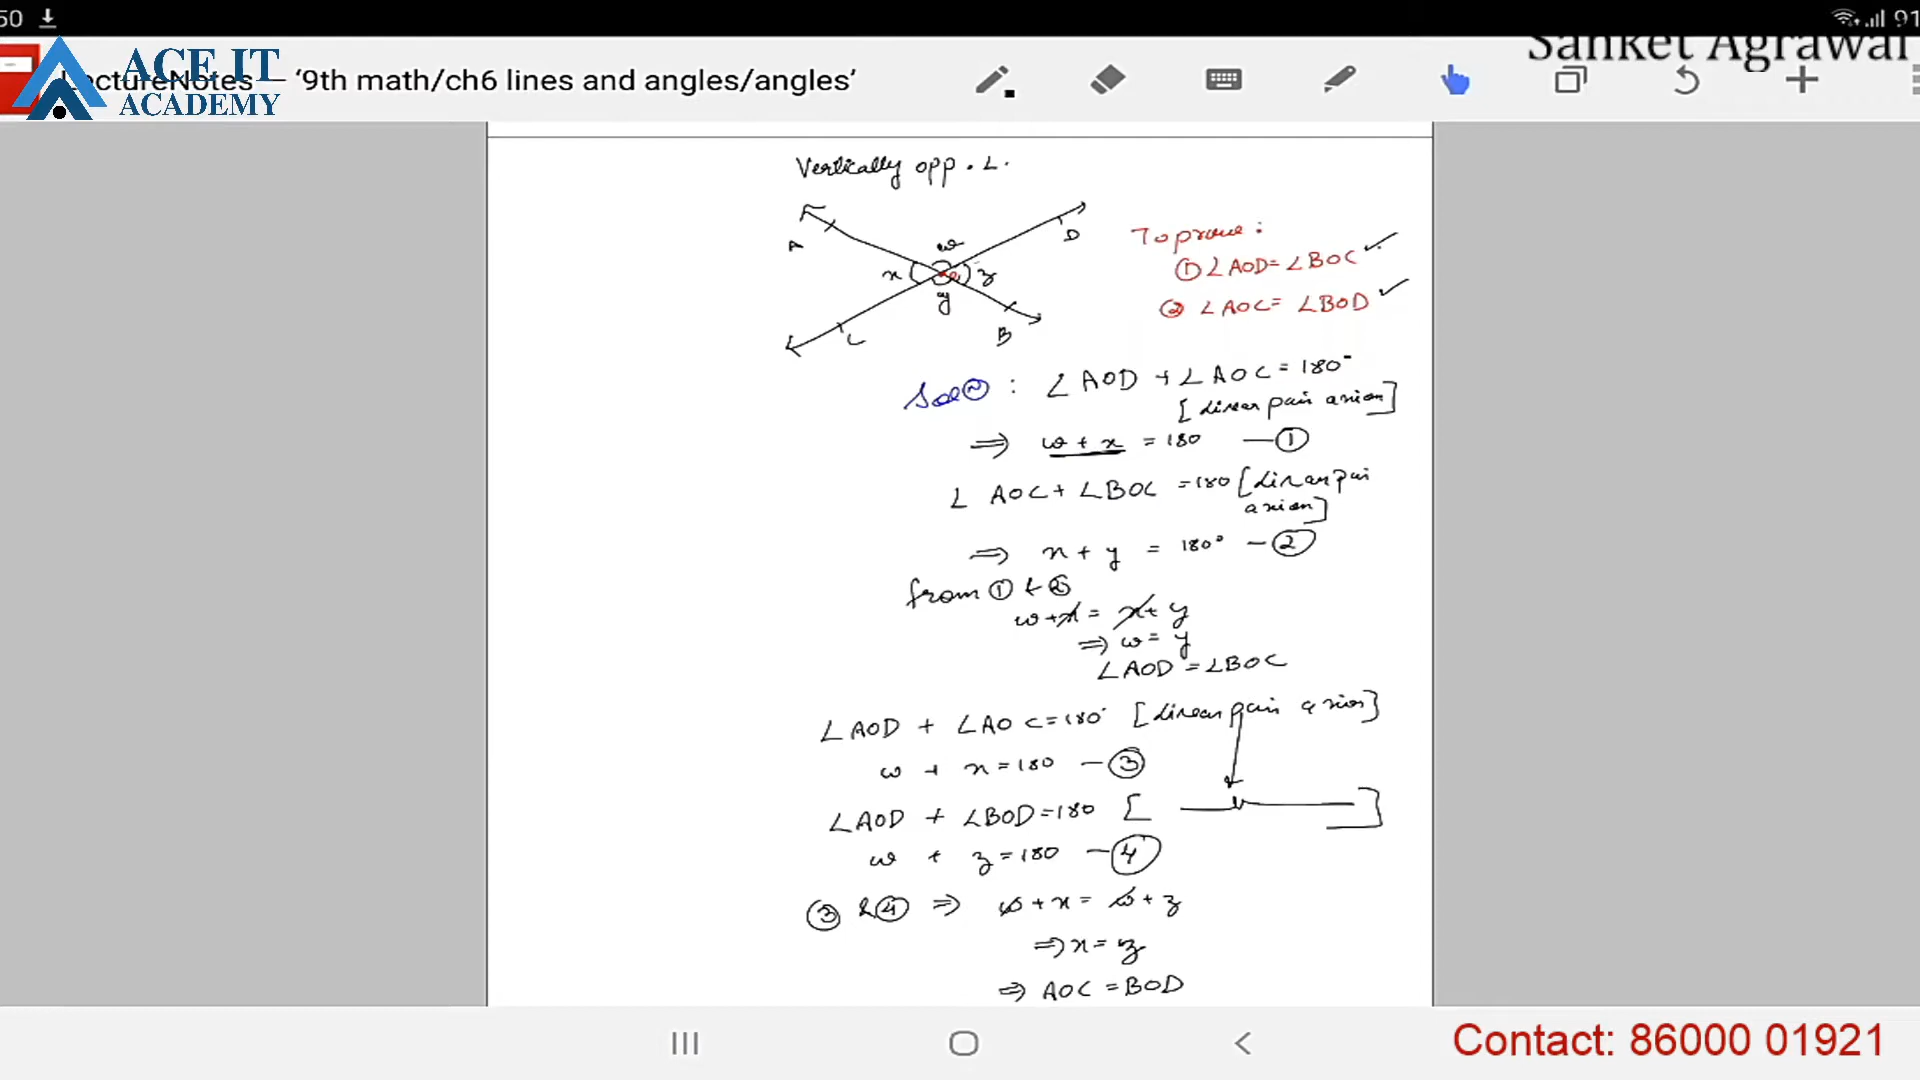 50
91
ACE IT
ACADEMY
LectureNotes – ‘9th math/ch6 lines and angles/angles’
Sanket Agrawal
Vertically opp. ∠.
A
D
w
x
z
y
C
B
To prove :
① ∠AOD = ∠BOC ✓
② ∠AOC = ∠BOD ✓
Solⁿ : ∠AOD + ∠AOC = 180°
[linear pair axiom]
⇒ w + x = 180 — ①
∠AOC + ∠BOC = 180 [linear pair
axiom]
⇒ x + y = 180° — ②
from ① & ②
w + x = x + y
⇒ w = y
∠AOD = ∠BOC
∠AOD + ∠AOC = 180° [linear pair axiom]
w + x = 180 — ③
∠AOD + ∠BOD = 180 [ ]
w + z = 180 — ④
③ & ④ ⇒ w + x = w + z
⇒ x = z
⇒ AOC = BOD
Contact: 86000 01921